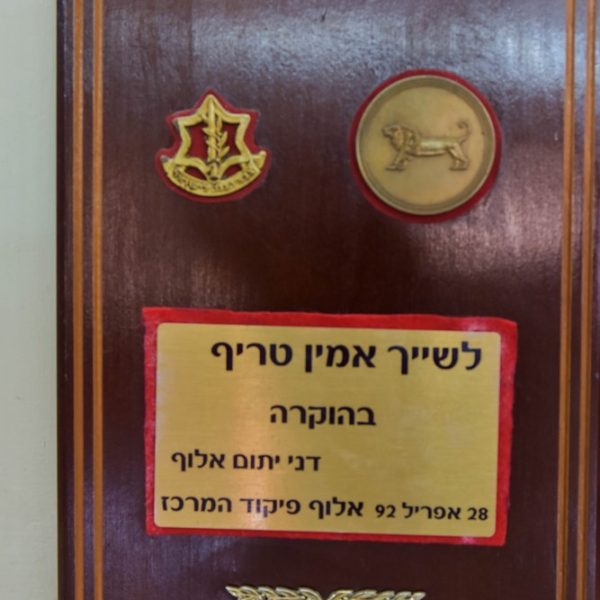 לשייך אמין טריף
בהוקרה
דני יתום אלוף
28 אפריל 92 אלוף פיקוד המרכז